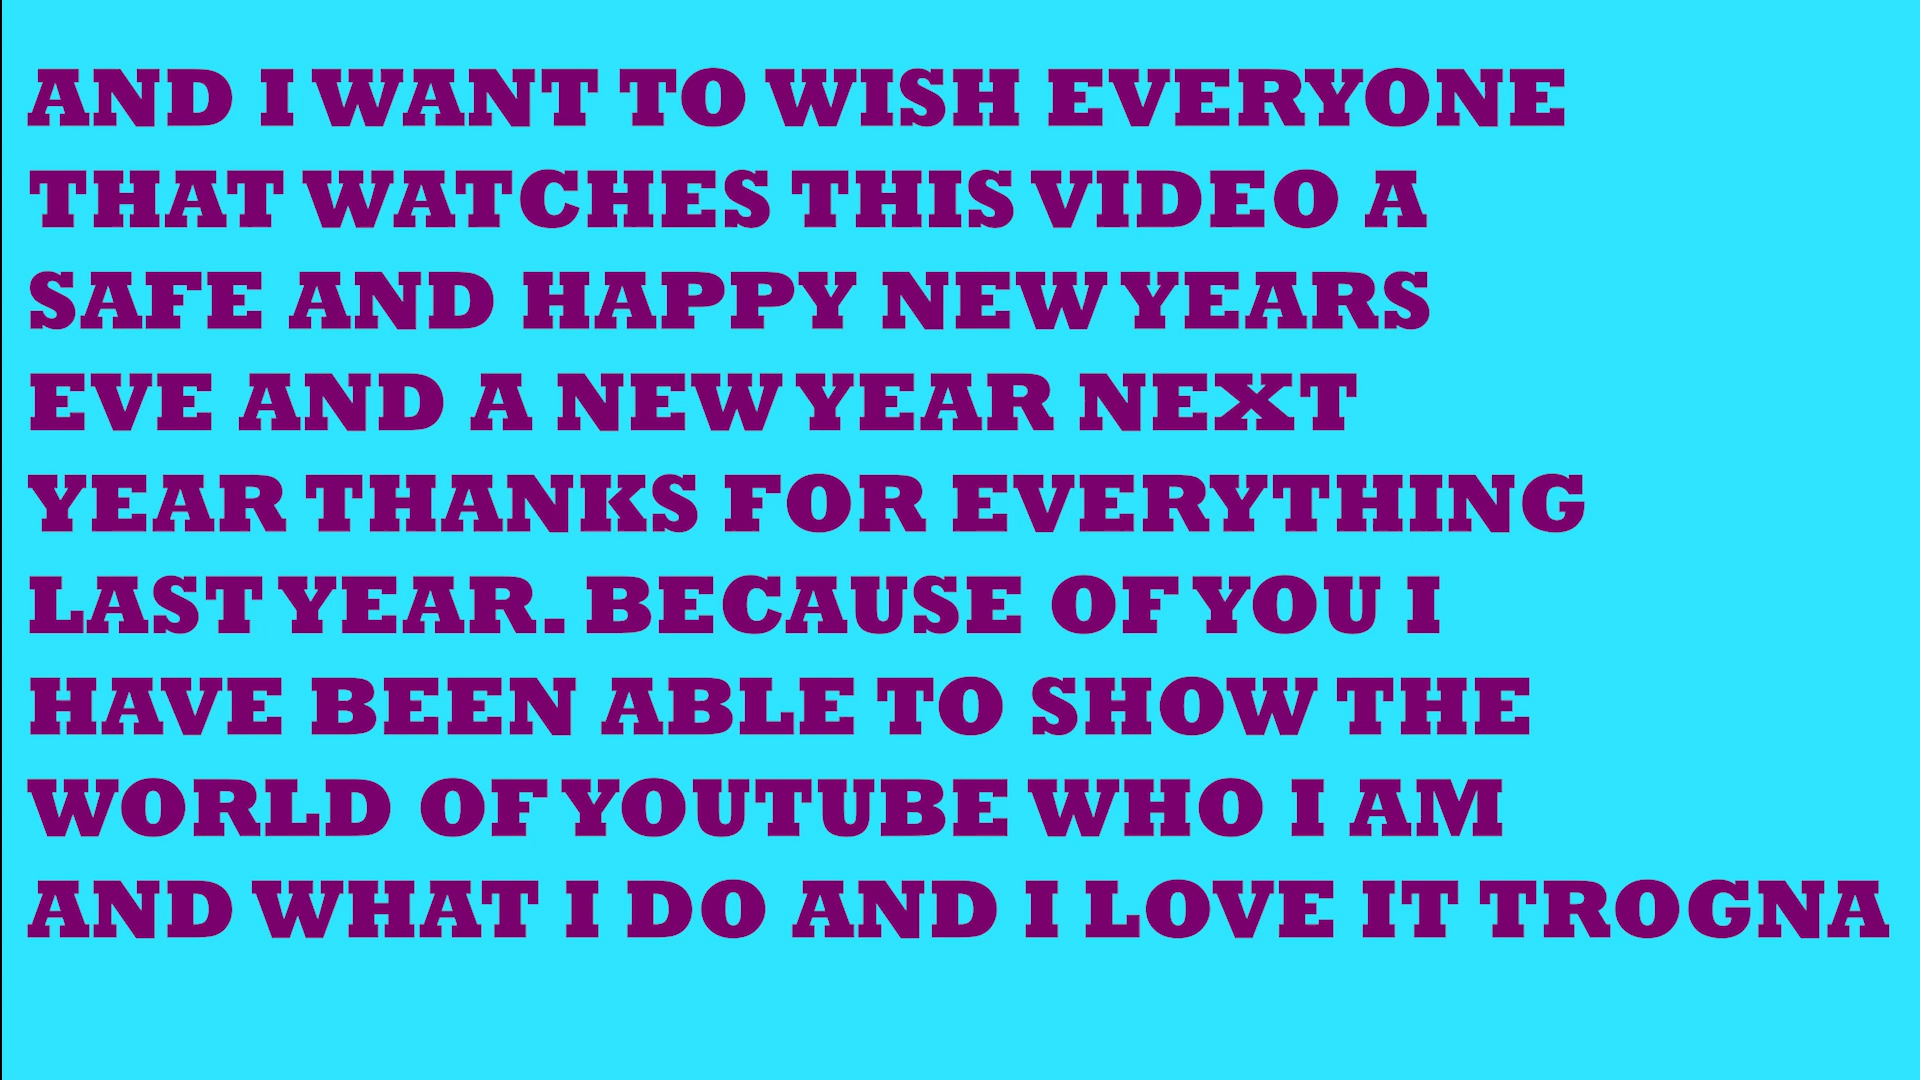 AND I WANT TO WISH EVERYONE
THAT WATCHES THIS VIDEO A
SAFE AND HAPPY NEW YEARS
EVE AND A NEW YEAR NEXT
YEAR THANKS FOR EVERYTHING
LAST YEAR. BECAUSE OF YOU I
HAVE BEEN ABLE TO SHOW THE
WORLD OF YOUTUBE WHO I AM
AND WHAT I DO AND I LOVE IT TROGNA